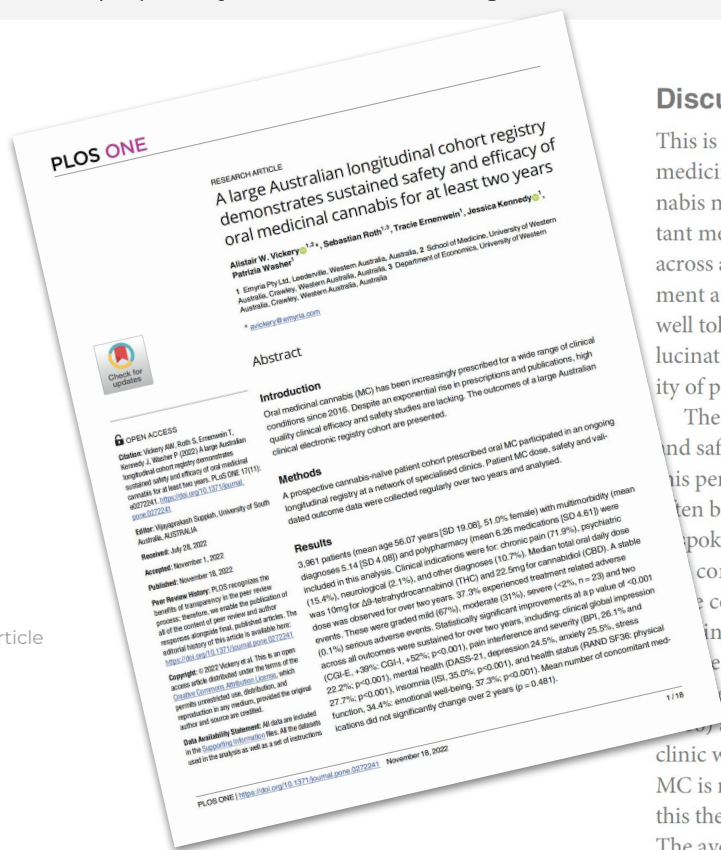 PLOS ONE
RESEARCH ARTICLE
A large Australian longitudinal cohort registry
demonstrates sustained safety and efficacy of
oral medicinal cannabis for at least two years
Alistair W. Vickery 1,2*, Sebastian Roth1,3, Tracie Ernenwein1, Jessica Kennedy 1,
Patrizia Washer1
1 Emyria Pty Ltd, Leederville, Western Australia, Australia, 2 School of Medicine, University of Western
Australia, Crawley, Western Australia, Australia, 3 Department of Economics, University of Western
Australia, Crawley, Western Australia, Australia
* avickery@emyria.com
Check for
updates
OPEN ACCESS
Citation: Vickery AW, Roth S, Ernenwein T,
Kennedy J, Washer P (2022) A large Australian
longitudinal cohort registry demonstrates
sustained safety and efficacy of oral medicinal
cannabis for at least two years. PLoS ONE 17(11):
e0272241. https://doi.org/10.1371/journal.
pone.0272241
Editor: Vijayaprakash Suppiah, University of South
Australia, AUSTRALIA
Received: July 28, 2022
Accepted: November 1, 2022
Published: November 18, 2022
Peer Review History: PLOS recognizes the
benefits of transparency in the peer review
process; therefore, we enable the publication of
all of the content of peer review and author
responses alongside final, published articles. The
editorial history of this article is available here:
https://doi.org/10.1371/journal.pone.0272241
Copyright: © 2022 Vickery et al. This is an open
access article distributed under the terms of the
Creative Commons Attribution License, which
permits unrestricted use, distribution, and
reproduction in any medium, provided the original
author and source are credited.
Data Availability Statement: All data are included
in the Supporting Information files. All the datasets
used in the analysis as well as a set of instructions
Abstract
Introduction
Oral medicinal cannabis (MC) has been increasingly prescribed for a wide range of clinical
conditions since 2016. Despite an exponential rise in prescriptions and publications, high
quality clinical efficacy and safety studies are lacking. The outcomes of a large Australian
clinical electronic registry cohort are presented.
Methods
A prospective cannabis-naïve patient cohort prescribed oral MC participated in an ongoing
longitudinal registry at a network of specialised clinics. Patient MC dose, safety and vali-
dated outcome data were collected regularly over two years and analysed.
Results
3,961 patients (mean age 56.07 years [SD 19.08], 51.0% female) with multimorbidity (mean
diagnoses 5.14 [SD 4.08]) and polypharmacy (mean 6.26 medications [SD 4.61]) were
included in this analysis. Clinical indications were for: chronic pain (71.9%), psychiatric
(15.4%), neurological (2.1%), and other diagnoses (10.7%). Median total oral daily dose
was 10mg for Δ9-tetrahydrocannabinol (THC) and 22.5mg for cannabidiol (CBD). A stable
dose was observed for over two years. 37.3% experienced treatment related adverse
events. These were graded mild (67%), moderate (31%), severe (<2%, n = 23) and two
(0.1%) serious adverse events. Statistically significant improvements at a p value of <0.001
across all outcomes were sustained for over two years, including: clinical global impression
(CGI-E, +39%: CGI-I, +52%; p<0.001), pain interference and severity (BPI, 26.1% and
22.2%; p<0.001), mental health (DASS-21, depression 24.5%, anxiety 25.5%, stress
27.7%; p<0.001), insomnia (ISI, 35.0%; p<0.001), and health status (RAND SF36: physical
function, 34.4%: emotional well-being, 37.3%; p<0.001). Mean number of concomitant med-
ications did not significantly change over 2 years (p = 0.481).
PLOS ONE | https://doi.org/10.1371/journal.pone.0272241 November 18, 2022
1 / 18
rticle
Discu
This is
medicin
nabis m
tant me
across a
ment a
well tol
lucinat
ity of p
The
nd safe
clinic w
MC is n
this the
The ave